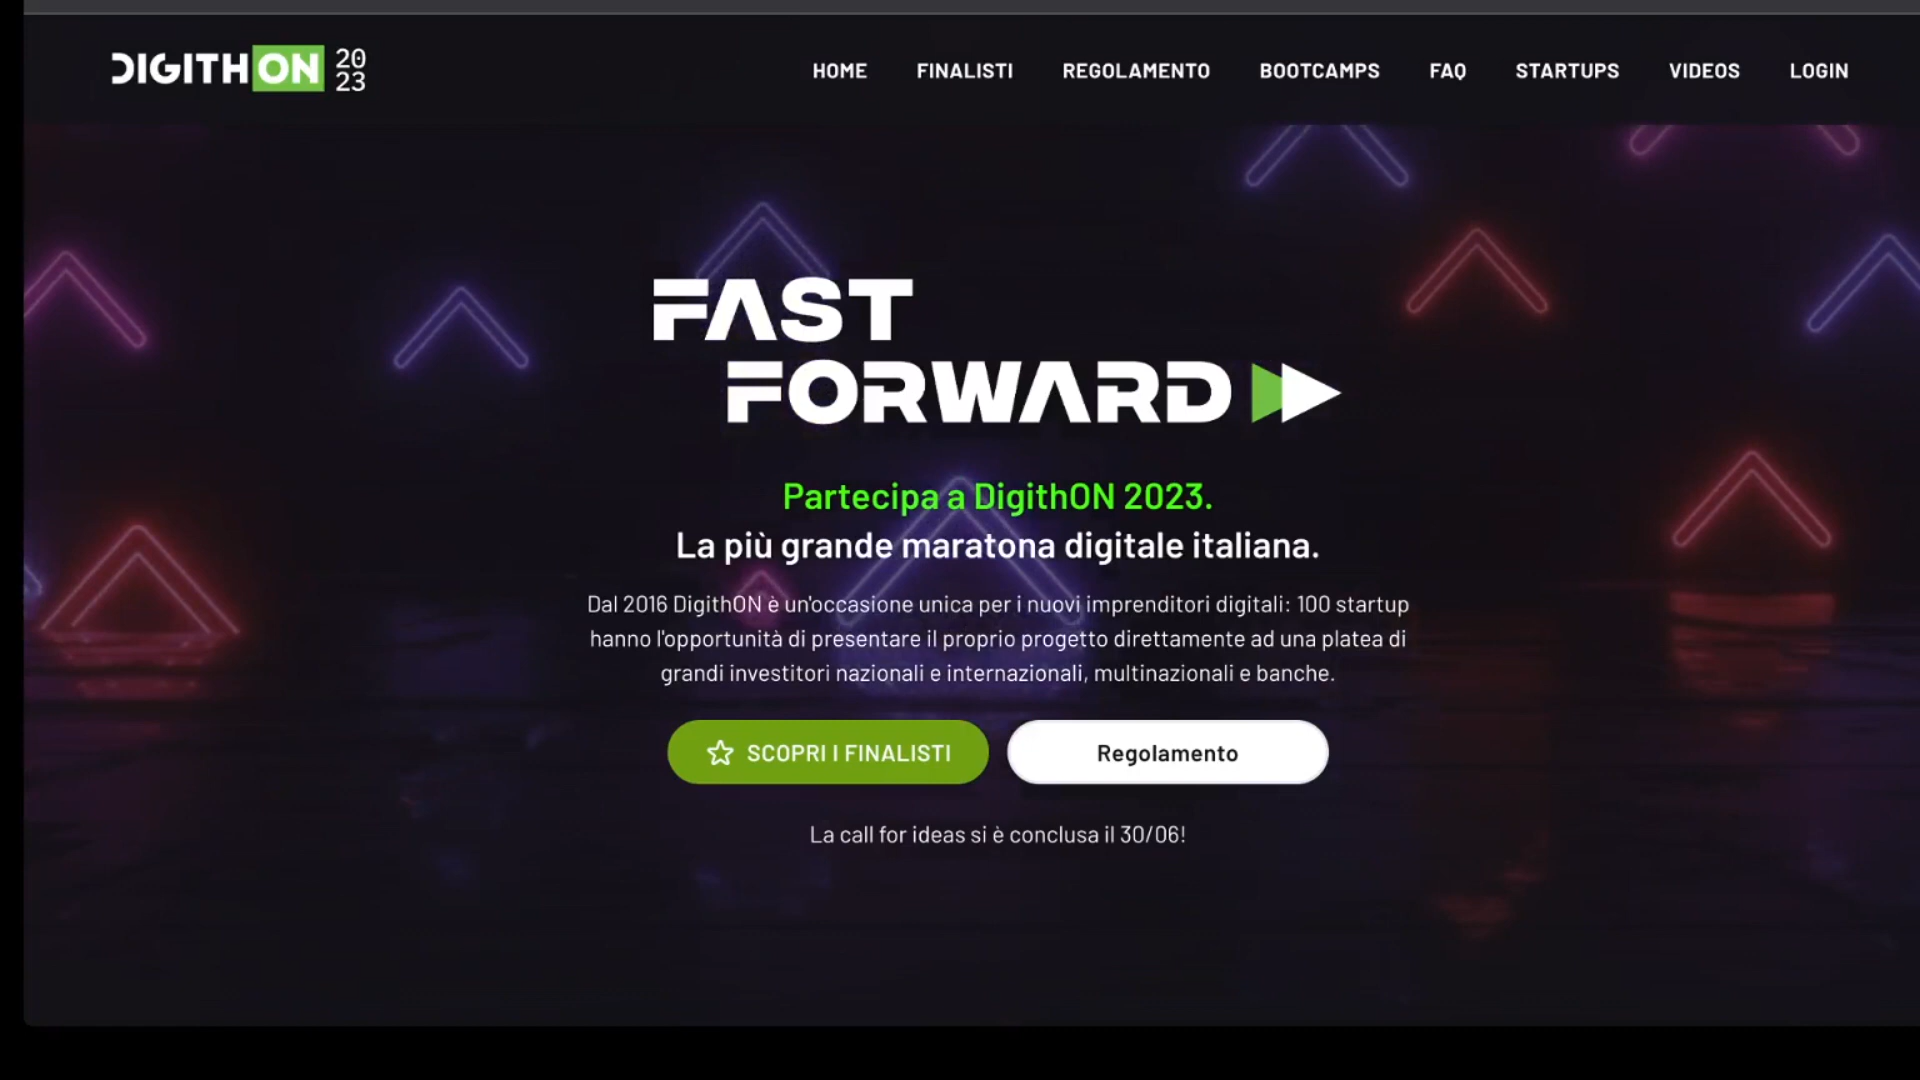 DIGITHON 2023
HOME FINALISTI REGOLAMENTO BOOTCAMPS FAQ STARTUPS VIDEOS LOGIN
FAST
FORWARD
Partecipa a DigithON 2023.
La più grande maratona digitale italiana.
Dal 2016 DigithON è un'occasione unica per i nuovi imprenditori digitali: 100 startup
hanno l'opportunità di presentare il proprio progetto direttamente ad una platea di
grandi investitori nazionali e internazionali, multinazionali e banche.
SCOPRI I FINALISTI Regolamento
La call for ideas si è conclusa il 30/06!